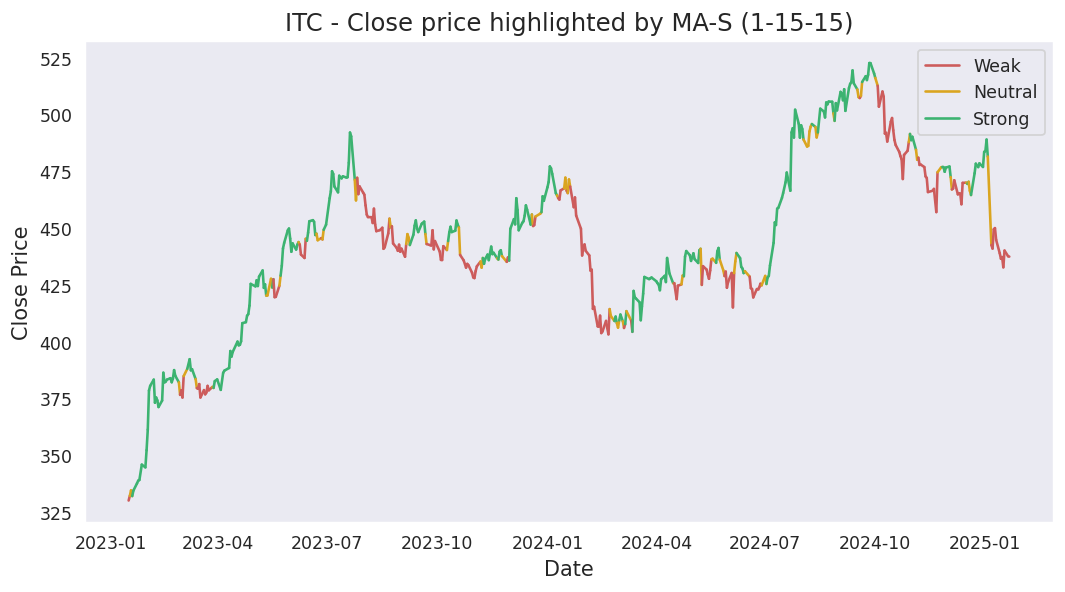 ITC - Close price highlighted by MA-S (1-15-15)
Weak
Neutral
Strong
Close Price
525
500
475
450
425
400
375
350
325
2023-01 2023-04 2023-07 2023-10 2024-01 2024-04 2024-07 2024-10 2025-01
Date